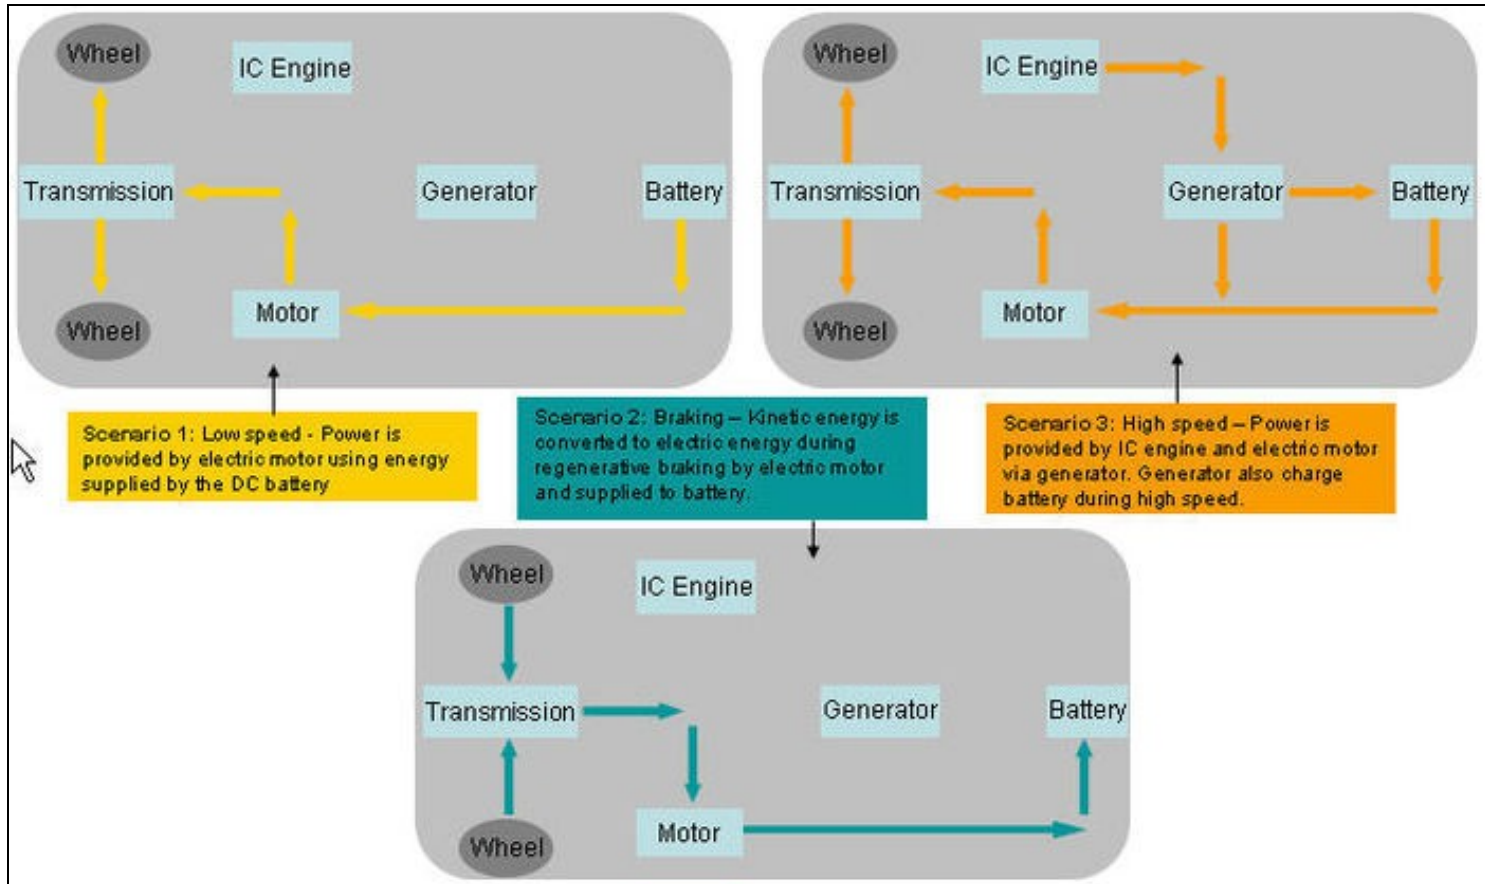 Wheel
IC Engine
Transmission
Generator
Battery
Wheel
Motor
Wheel
IC Engine
Transmission
Generator
Battery
Wheel
Motor
Scenario 1: Low speed - Power is
provided by electric motor using energy
supplied by the DC battery
Scenario 2: Braking – Kinetic energy is
converted to electric energy during
regenerative braking by electric motor
and supplied to battery.
Scenario 3: High speed – Power is
provided by IC engine and electric motor
via generator. Generator also charge
battery during high speed.
Wheel
IC Engine
Transmission
Generator
Battery
Wheel
Motor